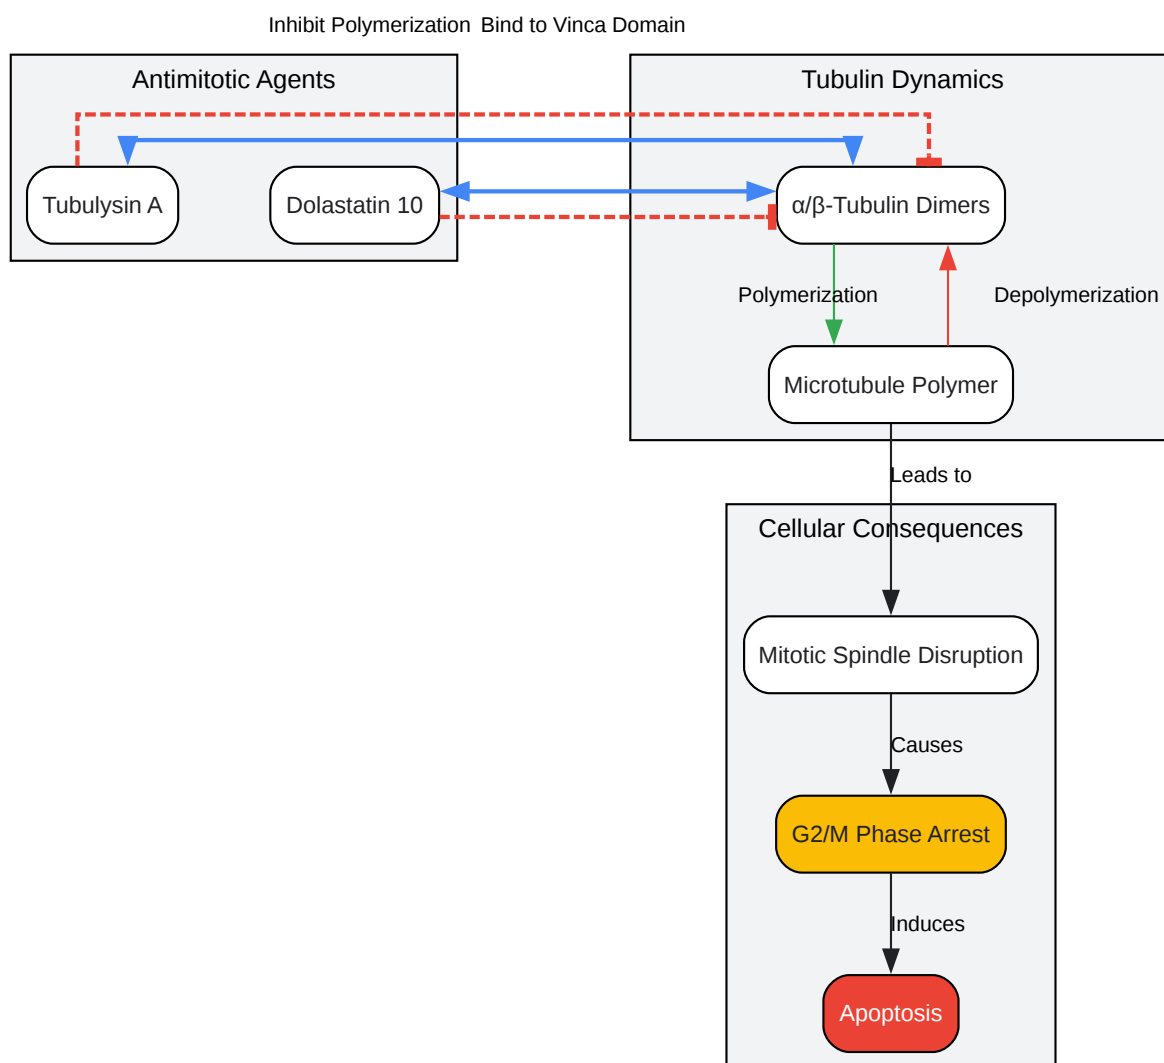 Inhibit Polymerization Bind to Vinca Domain
Antimitotic Agents
Tubulin Dynamics
Tubulysin A
Dolastatin 10
α/β-Tubulin Dimers
Polymerization
Depolymerization
Microtubule Polymer
Leads to
Cellular Consequences
Mitotic Spindle Disruption
Causes
G2/M Phase Arrest
Induces
Apoptosis